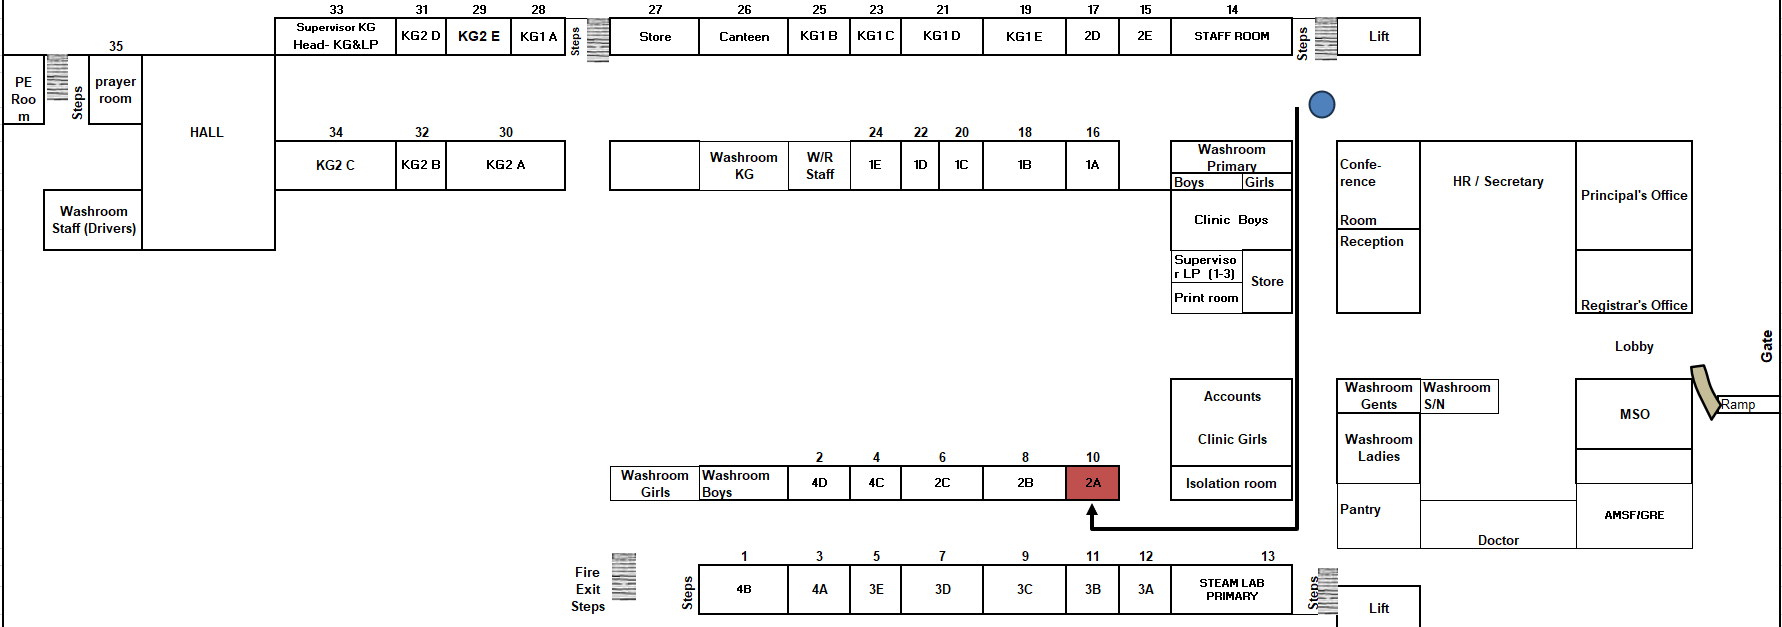 33 31 29 28 27 26 25 23 21 19 17 15 14
Supervisor KG
Head- KG&LP
KG2 D
KG2 E
KG1 A
Steps
Store
Canteen
KG1 B
KG1 C
KG1 D
KG1 E
2D
2E
STAFF ROOM
Steps
Lift
35
PE
Roo
m
Steps
prayer
room
HALL
34 32 30 24 22 20 18 16
KG2 C
KG2 B
KG2 A
Washroom
KG
W/R
Staff
1E
1D
1C
1B
1A
Washroom
Primary
Boys
Girls
Clinic Boys
Superviso
r LP (1-3)
Print room
Store
Confe-
rence
Room
Reception
HR / Secretary
Principal's Office
Registrar's Office
Washroom
Staff (Drivers)
Lobby
Gate
Ramp
Accounts
Clinic Girls
Isolation room
Washroom
Gents
Washroom
S/N
Washroom
Ladies
Pantry
Doctor
MSO
AMSF/GRE
2 4 6 8 10
Washroom
Girls
Washroom
Boys
4D
4C
2C
2B
2A
1 3 5 7 9 11 12 13
Fire
Exit
Steps
Steps
4B
4A
3E
3D
3C
3B
3A
STEAM LAB
PRIMARY
Steps
Lift